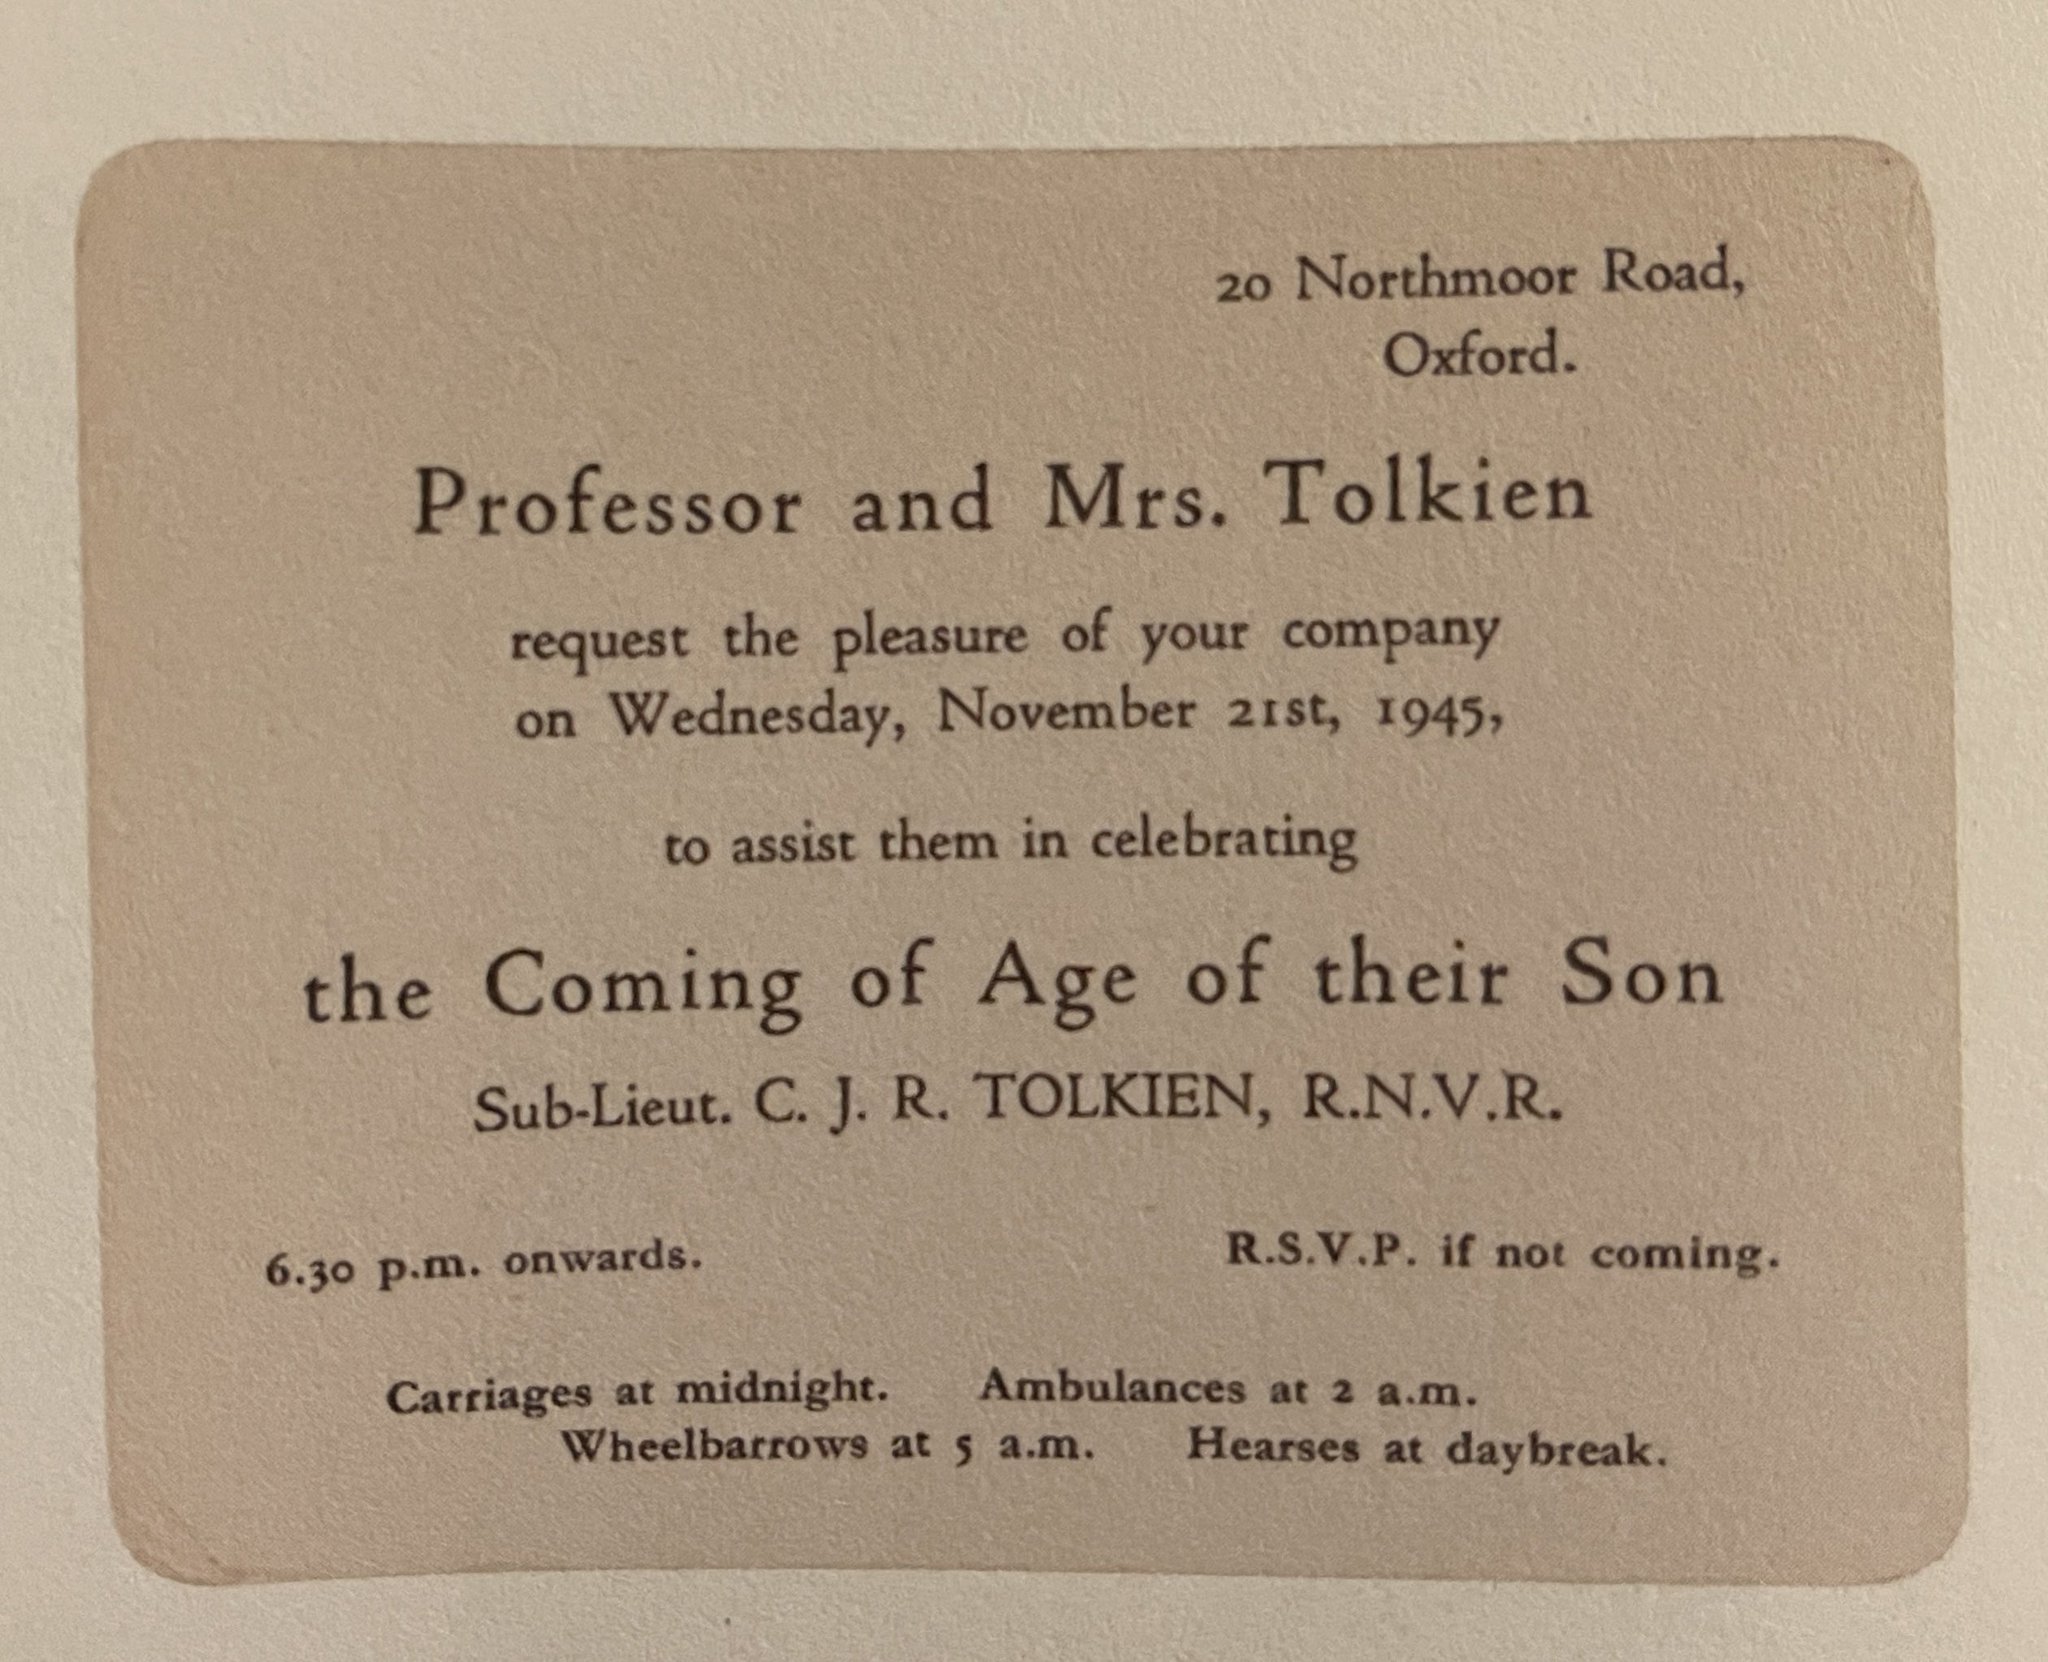 20 Northmoor Road,
Oxford.
Professor and Mrs. Tolkien
request the pleasure of your company
on Wednesday, November 21st, 1945,
to assist them in celebrating
the Coming of Age of their Son
Sub-Lieut. C. J. R. TOLKIEN, R.N.V.R.
6.30 p.m. onwards. R.S.V.P. if not coming.
Carriages at midnight. Ambulances at 2 a.m.
Wheelbarrows at 5 a.m. Hearses at daybreak.